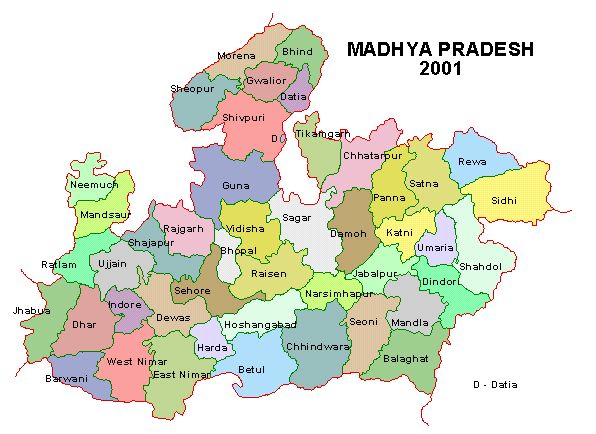 MADHYA PRADESH
2001
Morena
Bhind
Gwalior
Sheopur
Datia
Shivpuri
D
Tikamgarh
Chhatarpur
Rewa
Satna
Panna
Sidhi
Neemuch
Guna
Mandsaur
Sagar
Rajgarh
Vidisha
Damoh
Katni
Shajapur
Umaria
Bhopal
Ratlam
Ujjain
Raisen
Jabalpur
Shahdol
Dindori
Sehore
Narsimhapur
Jhabua
Indore
Dewas
Dhar
Hoshangabad
Seoni
Mandla
Harda
Chhindwara
West Nimar
Balaghat
Betul
East Nimar
Barwani
D - Datia